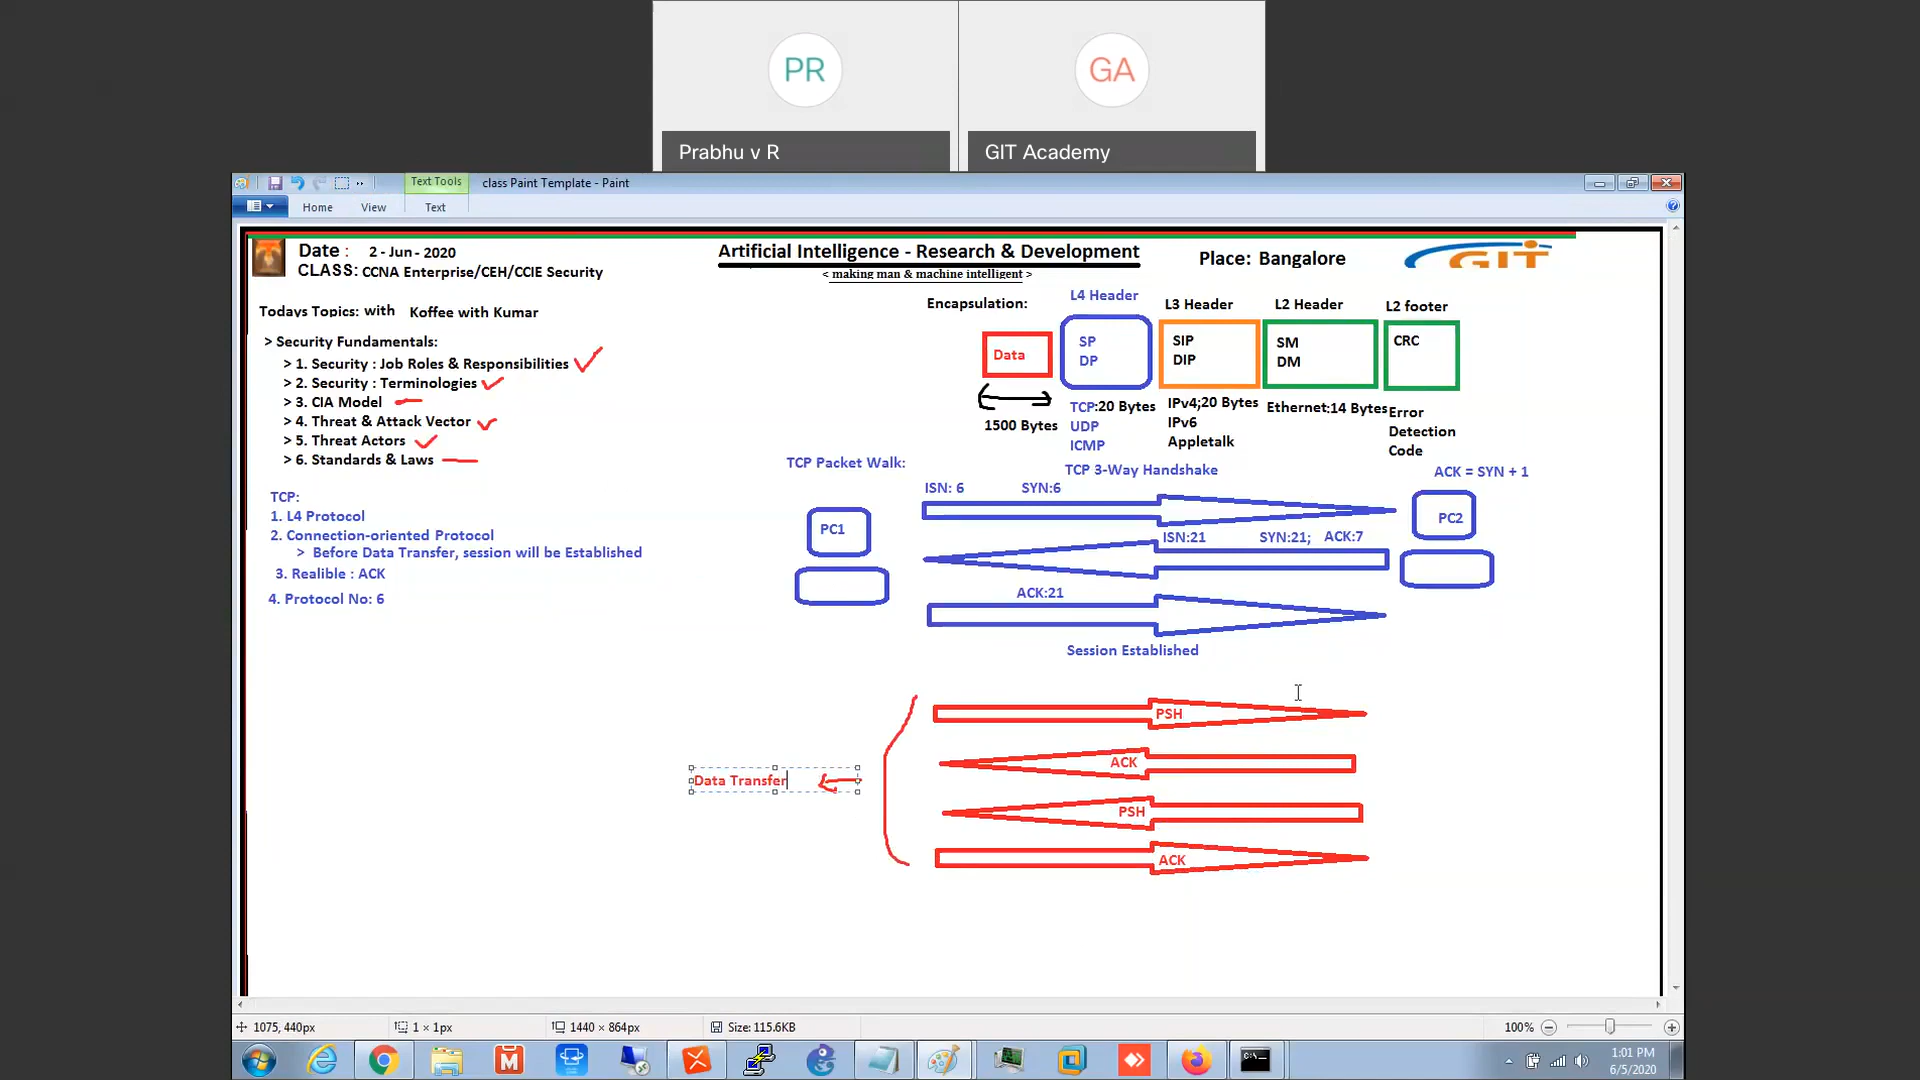 PR
GA
Prabhu v R
GIT Academy
Text Tools
class Paint Template - Paint
Home
View
Text
Date : 2 - Jun - 2020
CLASS: CCNA Enterprise/CEH/CCIE Security
Artificial Intelligence - Research & Development
< making man & machine intelligent >
Place: Bangalore
GIT
Todays Topics: with Koffee with Kumar
> Security Fundamentals:
> 1. Security : Job Roles & Responsibilities
> 2. Security : Terminologies
> 3. CIA Model
> 4. Threat & Attack Vector
> 5. Threat Actors
> 6. Standards & Laws
TCP:
1. L4 Protocol
2. Connection-oriented Protocol
> Before Data Transfer, session will be Established
3. Realible : ACK
4. Protocol No: 6
Encapsulation:
L4 Header
L3 Header
L2 Header
L2 footer
Data
SP
DP
SIP
DIP
SM
DM
CRC
1500 Bytes
TCP:20 Bytes
UDP
ICMP
IPv4;20 Bytes
IPv6
Appletalk
Ethernet:14 Bytes
Error
Detection
Code
TCP Packet Walk:
TCP 3-Way Handshake
ACK = SYN + 1
ISN: 6 SYN:6
PC1
PC2
ISN:21 SYN:21; ACK:7
ACK:21
Session Established
PSH
ACK
Data Transfer
PSH
ACK
1075, 440px
1 × 1px
1440 × 864px
Size: 115.6KB
100%
1:01 PM
6/5/2020